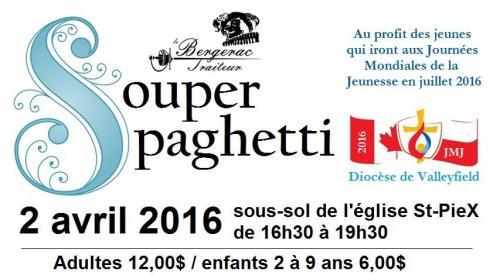 le Bergerac
Traiteur
Souper
Spaghetti
Au profit des jeunes
qui iront aux Journées
Mondiales de la
Jeunesse en juillet 2016
2016
JMJ
Diocèse de Valleyfield
2 avril 2016
sous-sol de l'église St-PieX
de 16h30 à 19h30
Adultes 12,00$ / enfants 2 à 9 ans 6,00$